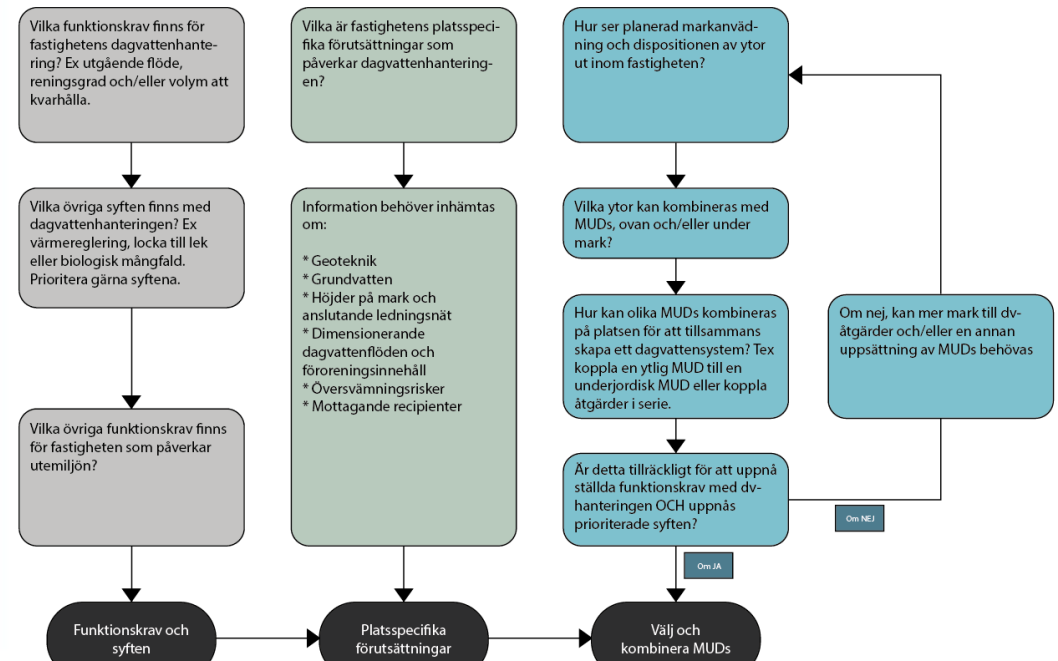 Vilka funktionskrav finns för
fastighetens dagvattenhante-
ring? Ex utgående flöde,
reningsgrad och/eller volym att
kvarhålla.
Vilka övriga syften finns med
dagvattenhanteringen? Ex
värmereglering, locka till lek
eller biologisk mångfald.
Prioritera gärna syftena.
Vilka övriga funktionskrav finns
för fastigheten som påverkar
utemiljön?
Funktionskrav och
syften
Vilka är fastighetens platsspeci-
fika förutsättningar som
påverkar dagvattenhantering-
en?
Information behöver inhämtas
om:
* Geoteknik
* Grundvatten
* Höjder på mark och
anslutande ledningsnät
* Dimensionerande
dagvattenflöden och
föroreningsinnehåll
* Översvämningsrisker
* Mottagande recipienter
Platsspecifika
förutsättningar
Hur ser planerad markanväd-
ning och dispositionen av ytor
ut inom fastigheten?
Vilka ytor kan kombineras med
MUDs, ovan och/eller under
mark?
Hur kan olika MUDs kombineras
på platsen för att tillsammans
skapa ett dagvattensystem? Tex
koppla en ytlig MUD till en
underjordisk MUD eller koppla
åtgärder i serie.
Är detta tillräckligt för att uppnå
ställda funktionskrav med dv-
hanteringen OCH uppnås
prioriterade syften?
Om NEJ
Om nej, kan mer mark till dv-
åtgärder och/eller en annan
uppsättning av MUDs behövas
Om JA
Välj och
kombinera MUDs